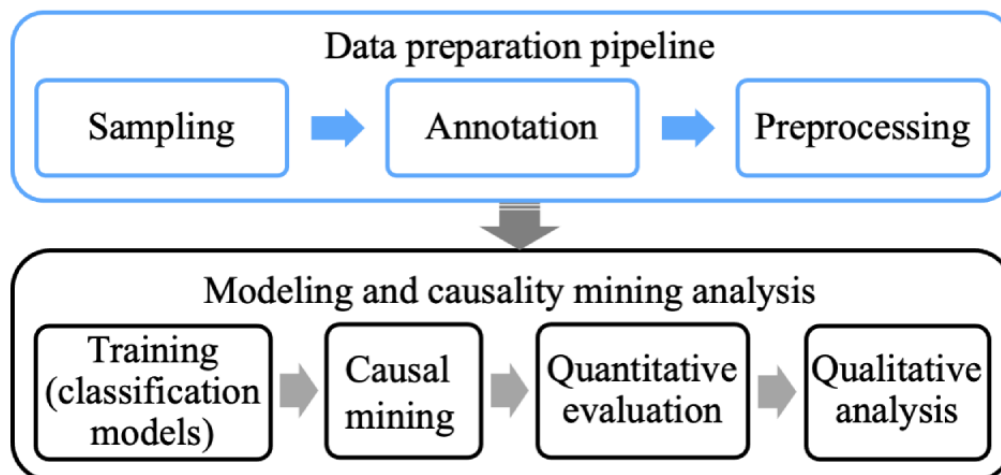 Data preparation pipeline
Sampling
Annotation
Preprocessing
Modeling and causality mining analysis
Training
(classification
models)
Causal
mining
Quantitative
evaluation
Qualitative
analysis